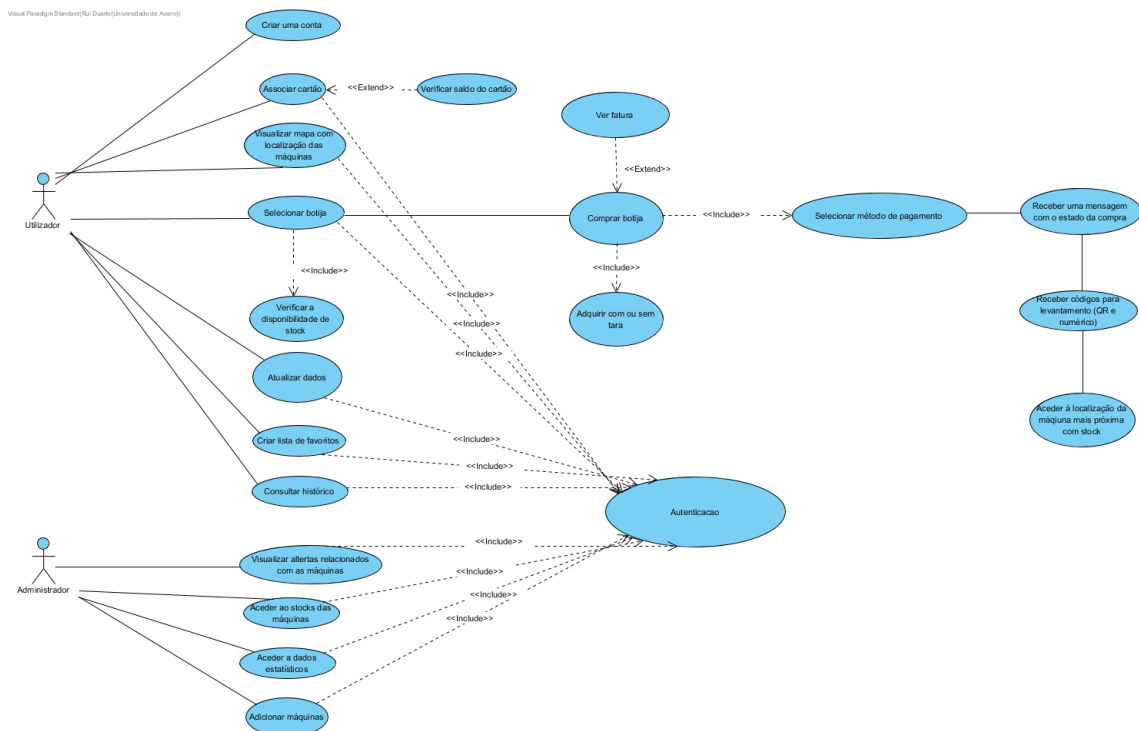 Visual Paradigm Standard(Rui Duarte(Universidade de Aveiro))
Criar uma conta
Associar cartão
<<Extend>>
Verificar saldo do cartão
Ver fatura
Visualizar mapa com
localização das
máquinas
<<Extend>>
Utilizador
Selecionar botija
Comprar botija
<<Include>>
Selecionar método de pagamento
Receber uma mensagem
com o estado da compra
<<Include>>
<<Include>>
Verificar a
disponibilidade de
stock
Adquirir com ou sem
tara
Receber códigos para
levantamento (QR e
numérico)
<<Include>>
<<Include>>
<<Include>>
Atualizar dados
Aceder à localização da
máqiuna mais próxima
com stock
Criar lista de favoritos
<<Include>>
<<Include>>
Consultar histórico
<<Include>>
Autenticacao
Administrador
Visualizar altertas relacionados
com as máquinas
<<Include>>
Aceder ao stocks das
máquinas
<<Include>>
<<Include>>
Aceder a dados
estatísticos
<<Include>>
Adicionar máquinas